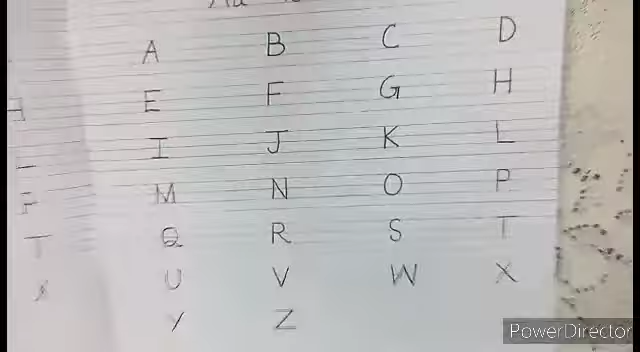 A B C D
E F G H
I J K L
M N O P
Q R S T
U V W X
Y Z
H
F
T
X
PowerDirector